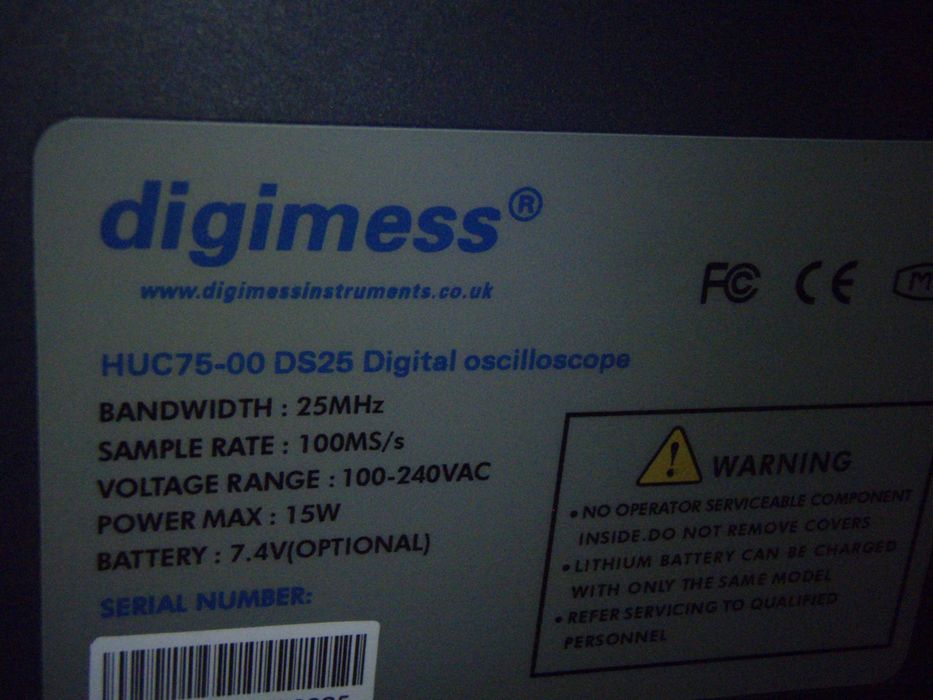 digimess®
www.digimessinstruments.co.uk
FC CE
HUC75-00 DS25 Digital oscilloscope
BANDWIDTH : 25MHz
SAMPLE RATE : 100MS/s
VOLTAGE RANGE : 100-240VAC
POWER MAX : 15W
BATTERY : 7.4V(OPTIONAL)
SERIAL NUMBER:
WARNING
• NO OPERATOR SERVICEABLE COMPONENT
INSIDE.DO NOT REMOVE COVERS
• LITHIUM BATTERY CAN BE CHARGED
WITH ONLY THE SAME MODEL
• REFER SERVICING TO QUALIFIED
PERSONNEL